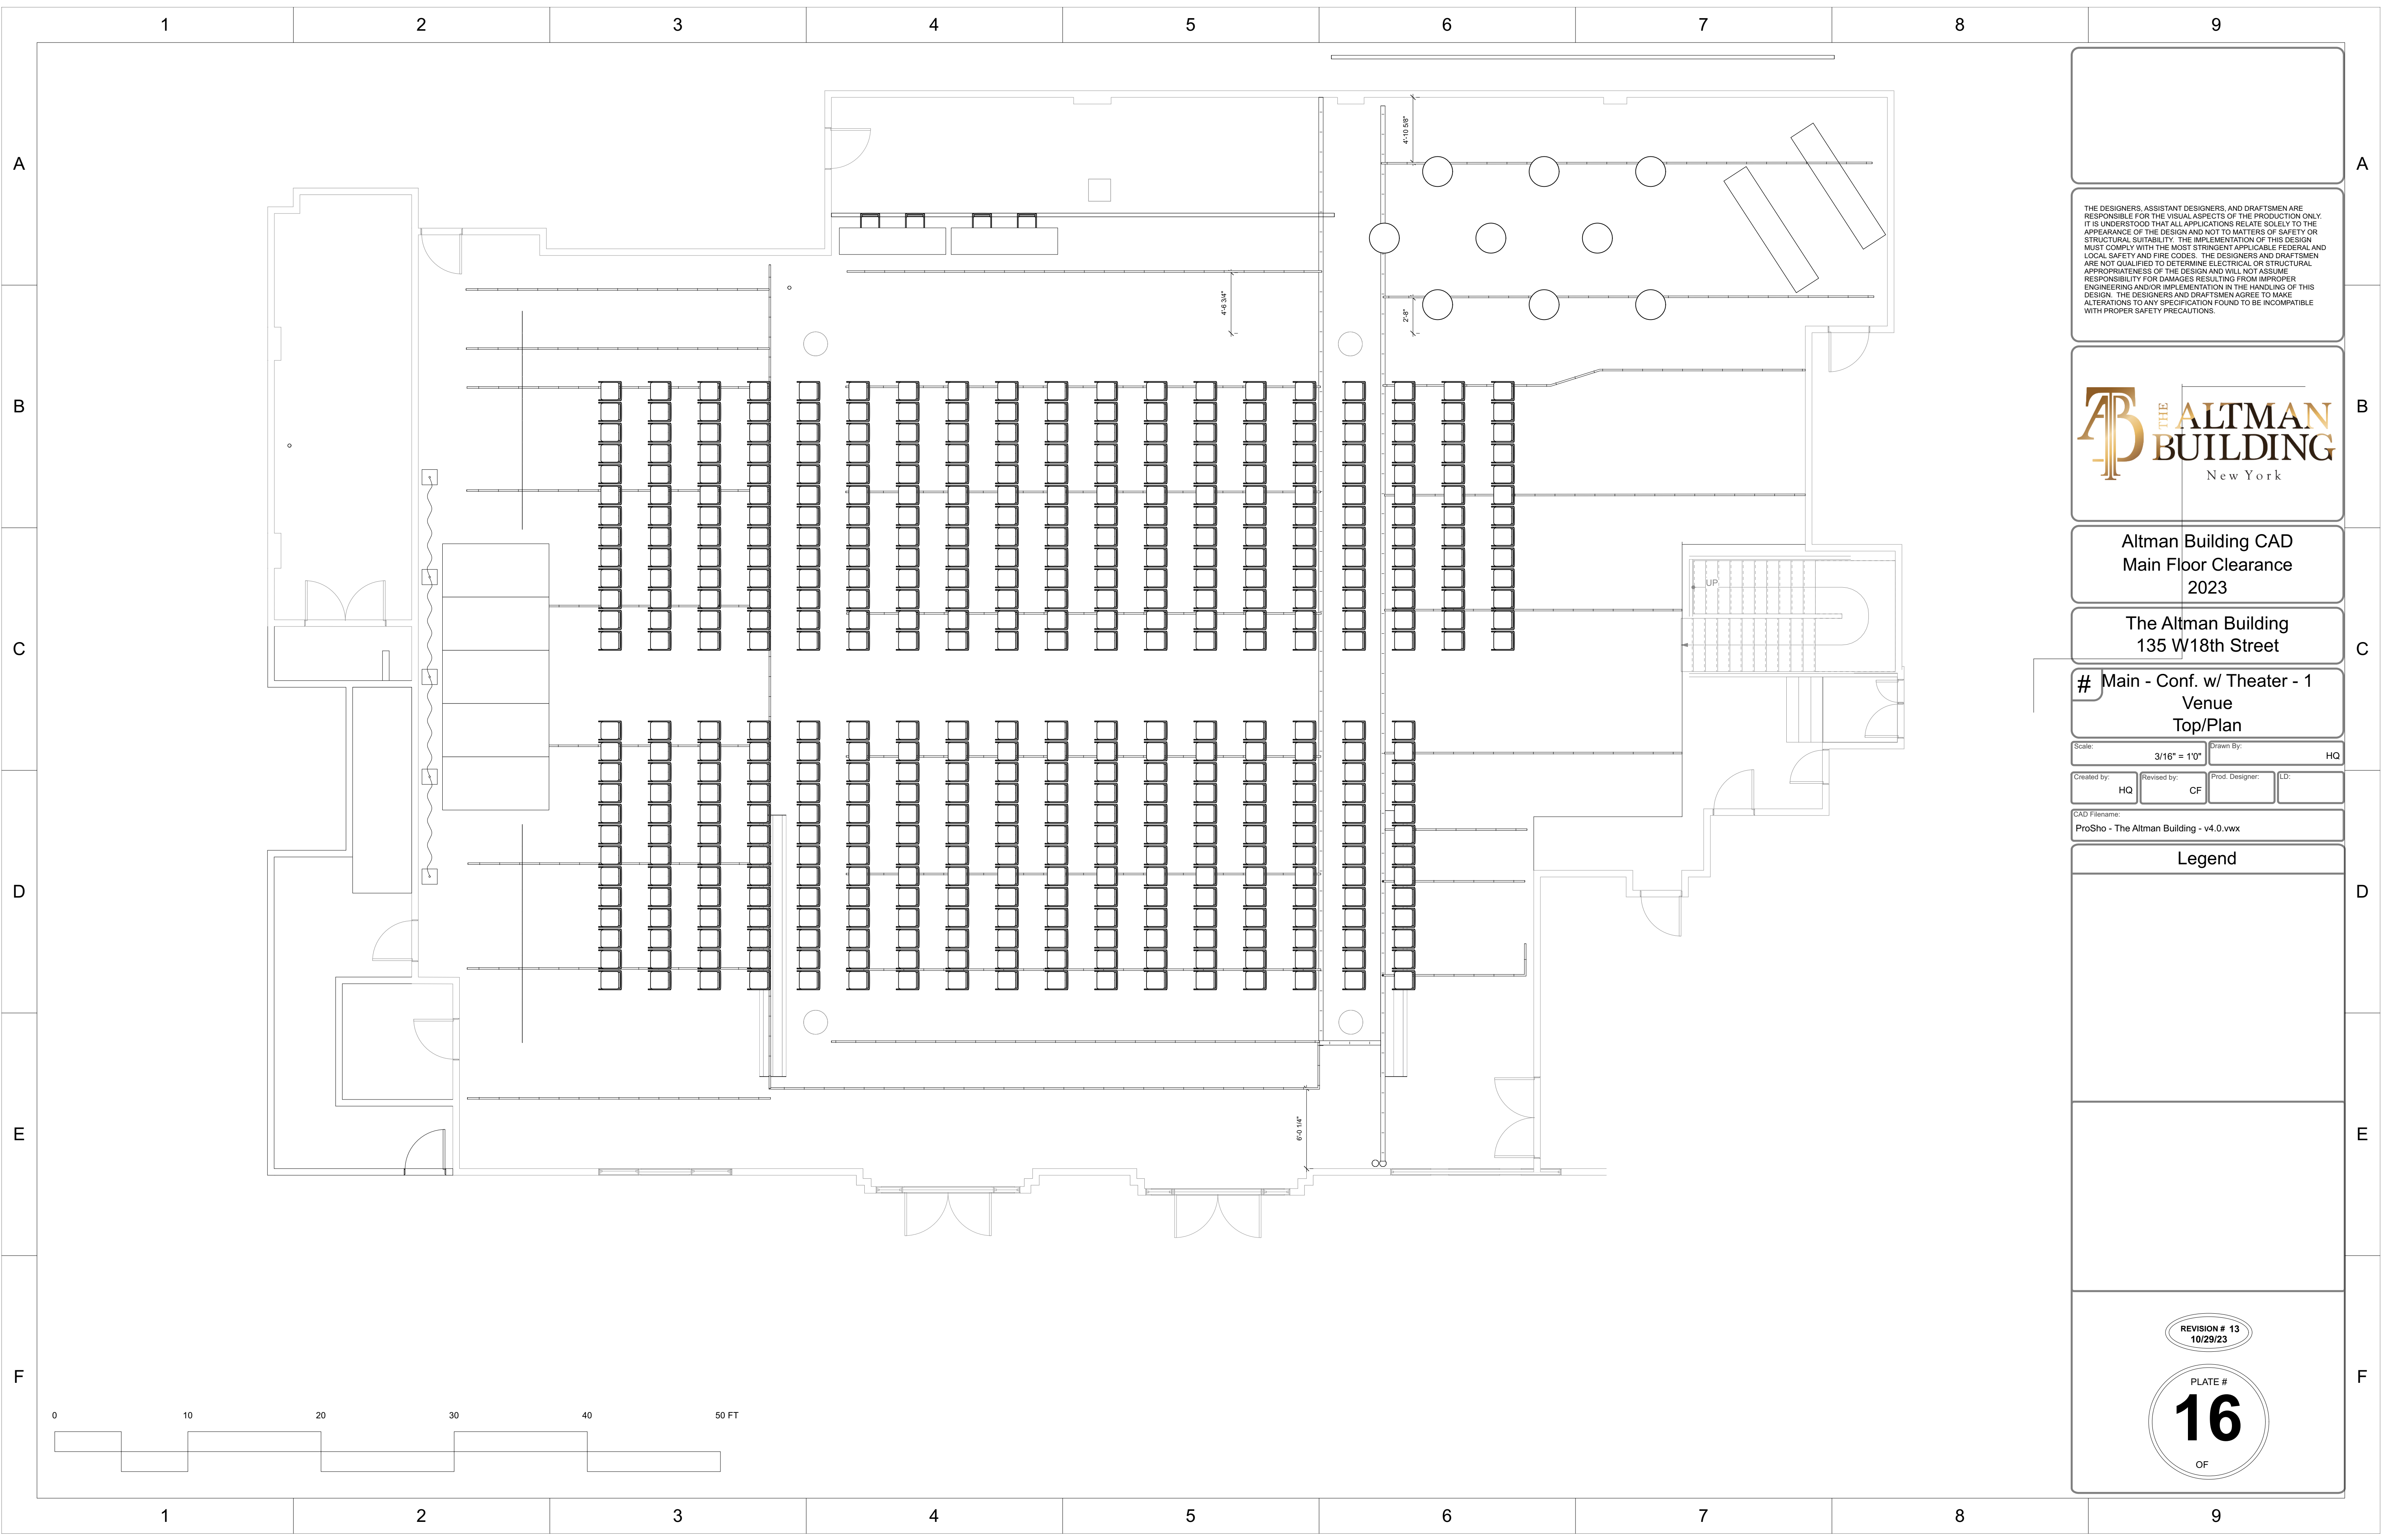 1 2 3 4 5 6 7 8 9
A A
B B
C C
D D
E E
F F
4'-10 5/8"
4'-6 3/4"
2'-8"
6'-0 1/4"
UP
0 10 20 30 40 50 FT
THE DESIGNERS, ASSISTANT DESIGNERS, AND DRAFTSMEN ARE
RESPONSIBLE FOR THE VISUAL ASPECTS OF THE PRODUCTION ONLY.
IT IS UNDERSTOOD THAT ALL APPLICATIONS RELATE SOLELY TO THE
APPEARANCE OF THE DESIGN AND NOT TO MATTERS OF SAFETY OR
STRUCTURAL SUITABILITY. THE IMPLEMENTATION OF THIS DESIGN
MUST COMPLY WITH THE MOST STRINGENT APPLICABLE FEDERAL AND
LOCAL SAFETY AND FIRE CODES. THE DESIGNERS AND DRAFTSMEN
ARE NOT QUALIFIED TO DETERMINE ELECTRICAL OR STRUCTURAL
APPROPRIATENESS OF THE DESIGN AND WILL NOT ASSUME
RESPONSIBILITY FOR DAMAGES RESULTING FROM IMPROPER
ENGINEERING AND/OR IMPLEMENTATION IN THE HANDLING OF THIS
DESIGN. THE DESIGNERS AND DRAFTSMEN AGREE TO MAKE
ALTERATIONS TO ANY SPECIFICATION FOUND TO BE INCOMPATIBLE
WITH PROPER SAFETY PRECAUTIONS.
TAB
THE ALTMAN
BUILDING
New York
Altman Building CAD
Main Floor Clearance
2023
The Altman Building
135 W18th Street
# Main - Conf. w/ Theater - 1
Venue
Top/Plan
Scale: 3/16" = 1'0"
Drawn By: HQ
Created by: HQ
Revised by: CF
Prod. Designer:
LD:
CAD Filename:
ProSho - The Altman Building - v4.0.vwx
Legend
REVISION # 13
10/29/23
PLATE #
16
OF
1 2 3 4 5 6 7 8 9